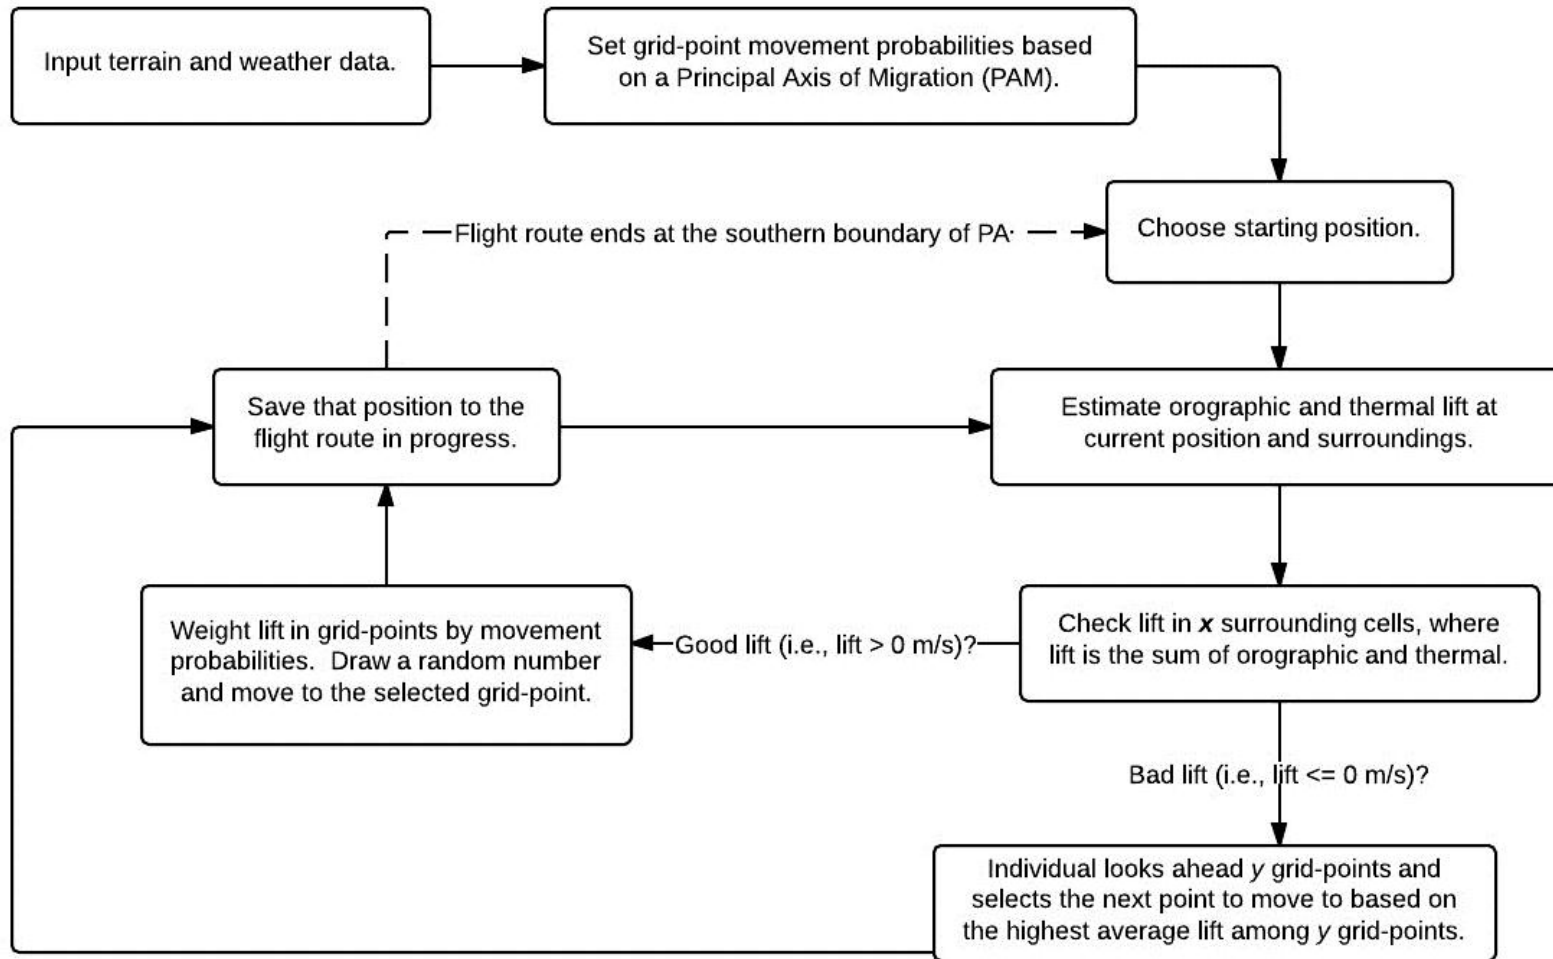 Input terrain and weather data.
Set grid-point movement probabilities based
on a Principal Axis of Migration (PAM).
Flight route ends at the southern boundary of PA
Choose starting position.
Save that position to the
flight route in progress.
Estimate orographic and thermal lift at
current position and surroundings.
Weight lift in grid-points by movement
probabilities. Draw a random number
and move to the selected grid-point.
Good lift (i.e., lift > 0 m/s)?
Check lift in x surrounding cells, where
lift is the sum of orographic and thermal.
Bad lift (i.e., lift <= 0 m/s)?
Individual looks ahead y grid-points and
selects the next point to move to based on
the highest average lift among y grid-points.